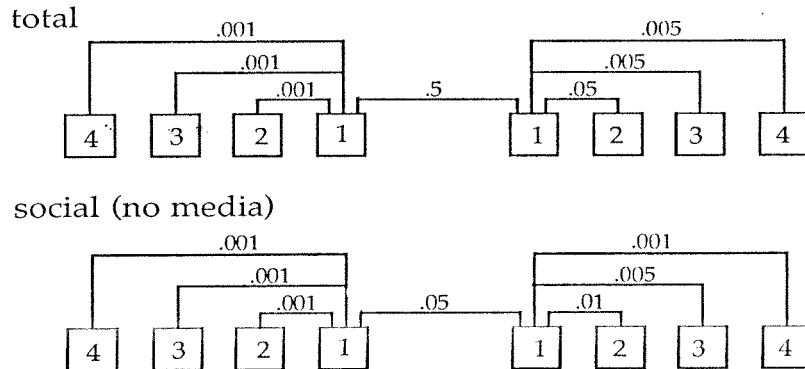 total
.001 .005
.001 .005
.001 .5 .05
4 3 2 1 1 2 3 4
social (no media)
.001 .001
.001 .005
.001 .05 .01
4 3 2 1 1 2 3 4